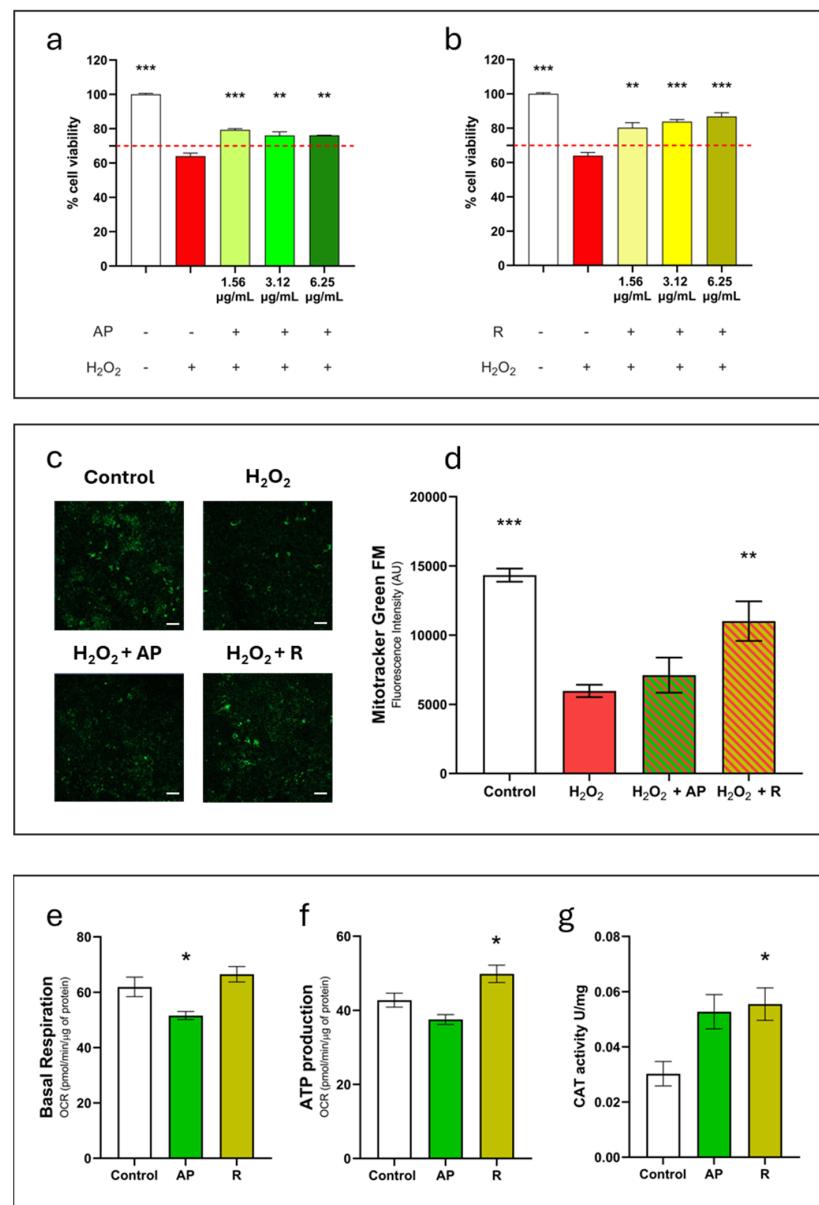 a
120
100
80
60
40
20
0
% cell viability
*** *** ** **
1.56 µg/mL 3.12 µg/mL 6.25 µg/mL
AP - - + + +
H₂O₂ - + + + +
b
120
100
80
60
40
20
0
% cell viability
*** ** *** ***
1.56 µg/mL 3.12 µg/mL 6.25 µg/mL
R - - + + +
H₂O₂ - + + + +
c
Control H₂O₂
H₂O₂ + AP H₂O₂ + R
d
20000
15000
10000
5000
0
Mitotracker Green FM
Fluorescence Intensity (AU)
*** **
Control H₂O₂ H₂O₂ + AP H₂O₂ + R
e
80
60
40
20
0
Basal Respiration
OCR (pmol/min/µg of protein)
*
Control AP R
f
60
40
20
0
ATP production
OCR (pmol/min/µg of protein)
*
Control AP R
g
0.08
0.06
0.04
0.02
0.00
CAT activity U/mg
*
Control AP R